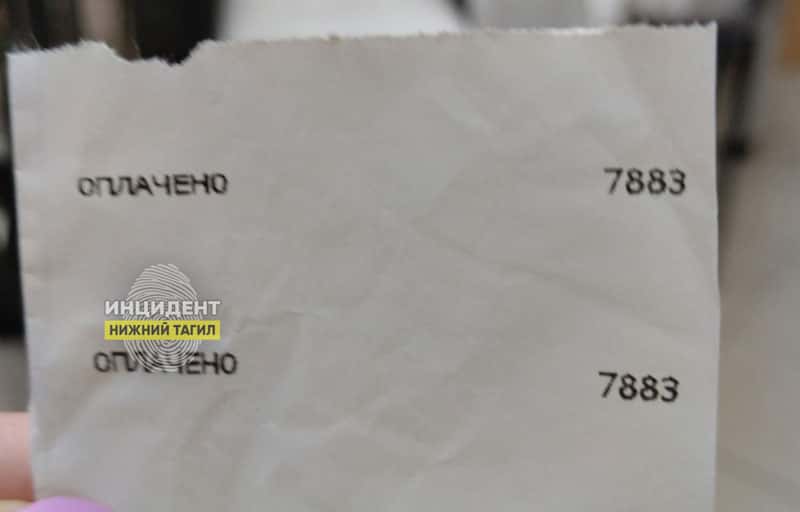 ОПЛАЧЕНО 7883
ИНЦИДЕНТ
НИЖНИЙ ТАГИЛ
ОПЛАЧЕНО 7883